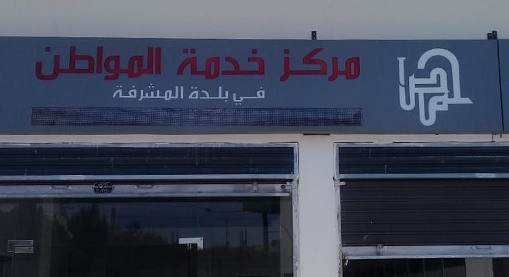 مركز خدمة المواطن
في بلدة المشرفة